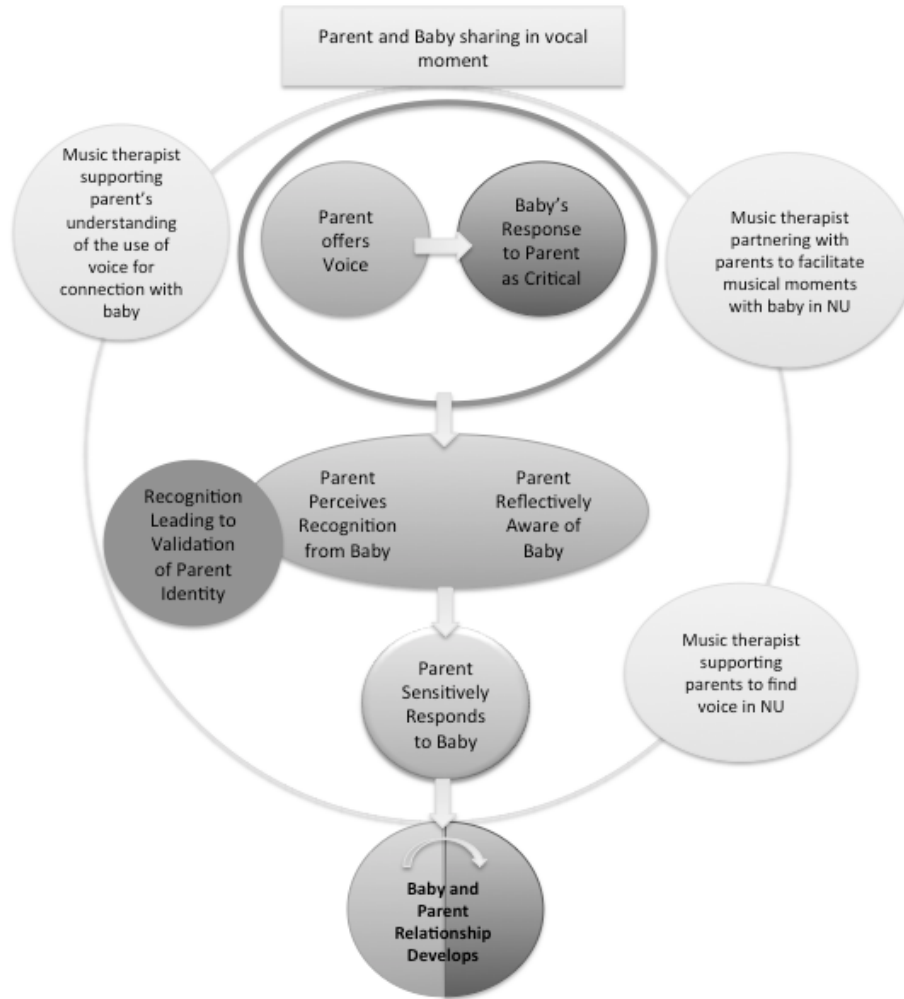 Parent and Baby sharing in vocal
moment
Music therapist
supporting
parent's
understanding
of the use of
voice for
connection with
baby
Parent
offers
Voice
Baby's
Response
to Parent
as Critical
Music therapist
partnering with
parents to facilitate
musical moments
with baby in NU
Recognition
Leading to
Validation
of Parent
Identity
Parent
Perceives
Recognition
from Baby
Parent
Reflectively
Aware of
Baby
Parent
Sensitively
Responds
to Baby
Music therapist
supporting
parents to find
voice in NU
Baby and
Parent
Relationship
Develops